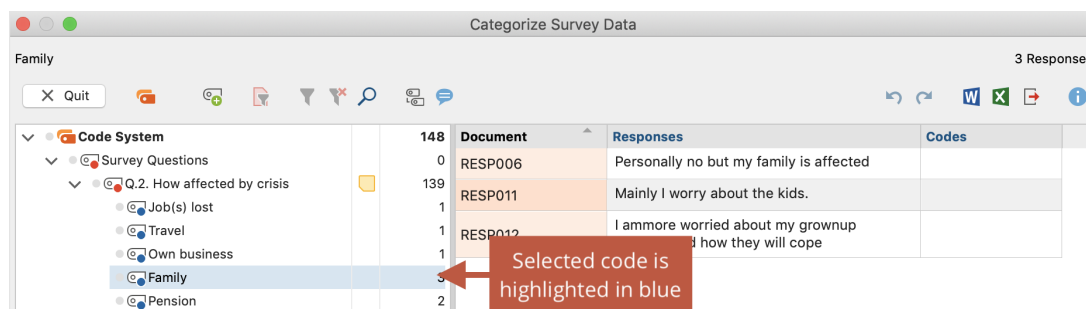 Categorize Survey Data
Family
3 Response
X Quit
W X i
Code System 148
Survey Questions 0
Q.2. How affected by crisis 139
Job(s) lost 1
Travel 1
Own business 1
Family 3
Pension 2
Document Responses Codes
RESP006 Personally no but my family is affected
RESP011 Mainly I worry about the kids.
RESP012 I ammore worried about my grownup
how they will cope
Selected code is
highlighted in blue